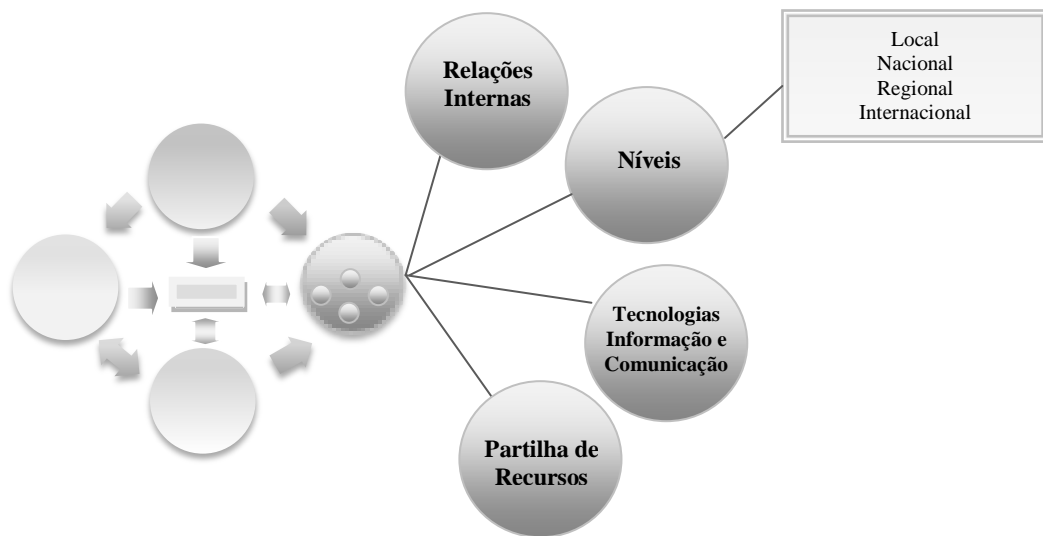 Relações
Internas
Níveis
Local
Nacional
Regional
Internacional
Tecnologias
Informação e
Comunicação
Partilha de
Recursos